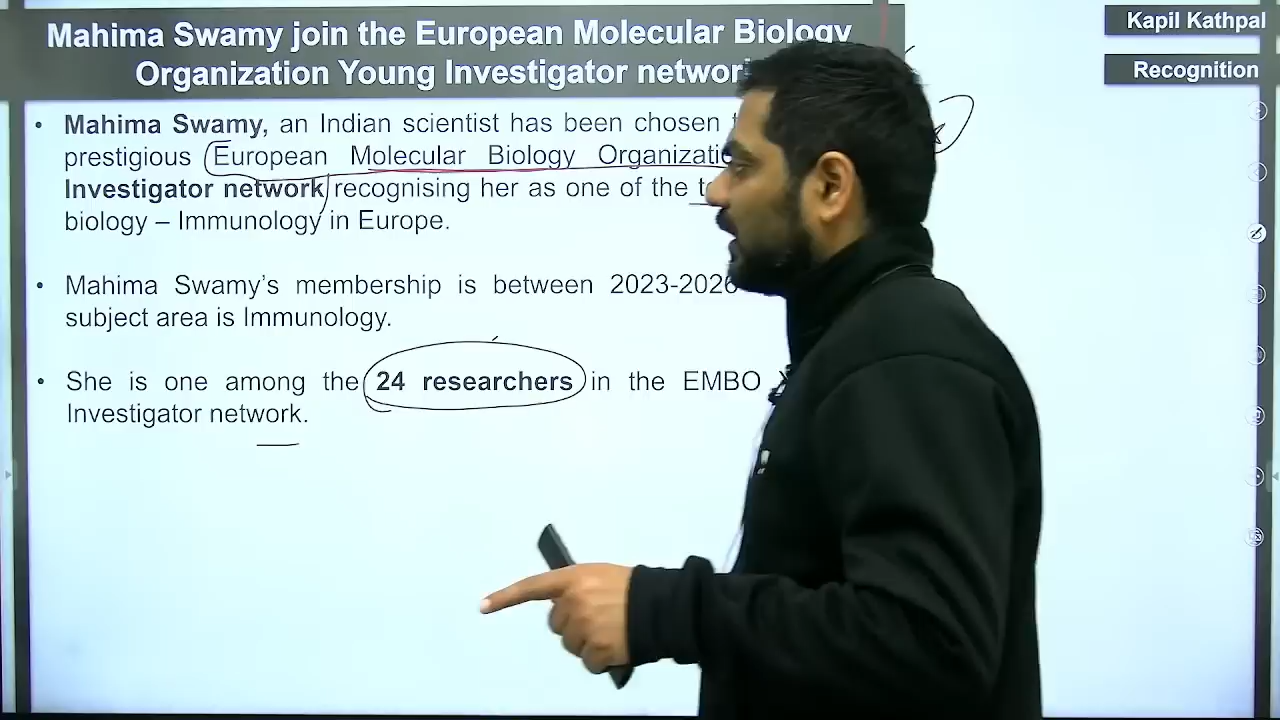 Mahima Swamy join the European Molecular Biology
Organization Young Investigator
Kapil Kathpal
Recognition
• Mahima Swamy, an Indian scientist has been chosen
prestigious European Molecular Biology
Investigator network recognising her as one of the
biology – Immunology in Europe.
• Mahima Swamy's membership is between 2023-2026
subject area is Immunology.
• She is one among the 24 researchers in the EMBO
Investigator network.